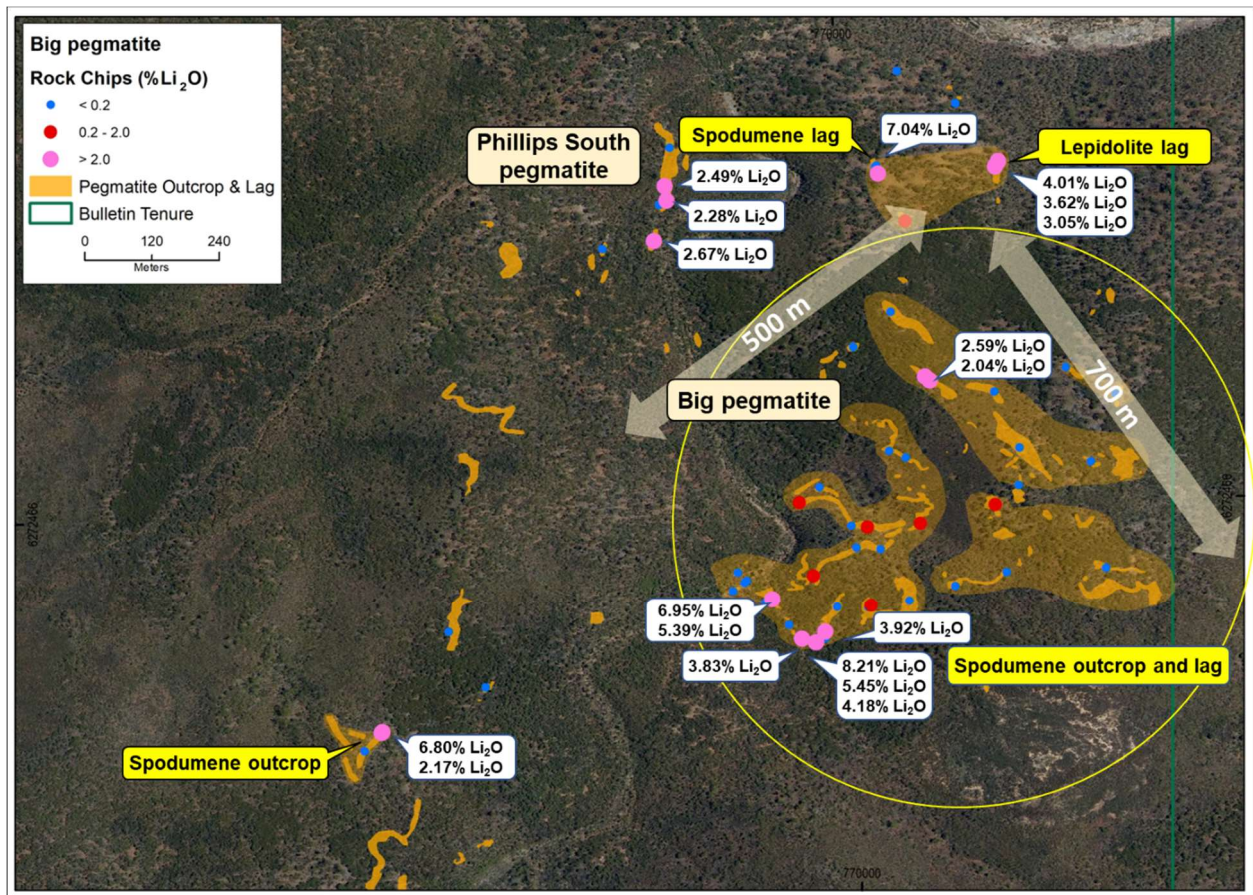 Big pegmatite
Rock Chips (%Li₂O)
< 0.2
0.2 - 2.0
> 2.0
Pegmatite Outcrop & Lag
Bulletin Tenure
0 120 240
Meters
770000
Phillips South
pegmatite
2.49% Li₂O
2.28% Li₂O
2.67% Li₂O
Spodumene lag
7.04% Li₂O
Lepidolite lag
4.01% Li₂O
3.62% Li₂O
3.05% Li₂O
500 m
700 m
2.59% Li₂O
2.04% Li₂O
Big pegmatite
6272466
6.95% Li₂O
5.39% Li₂O
3.83% Li₂O
8.21% Li₂O
5.45% Li₂O
4.18% Li₂O
3.92% Li₂O
Spodumene outcrop and lag
Spodumene outcrop
6.80% Li₂O
2.17% Li₂O
770000